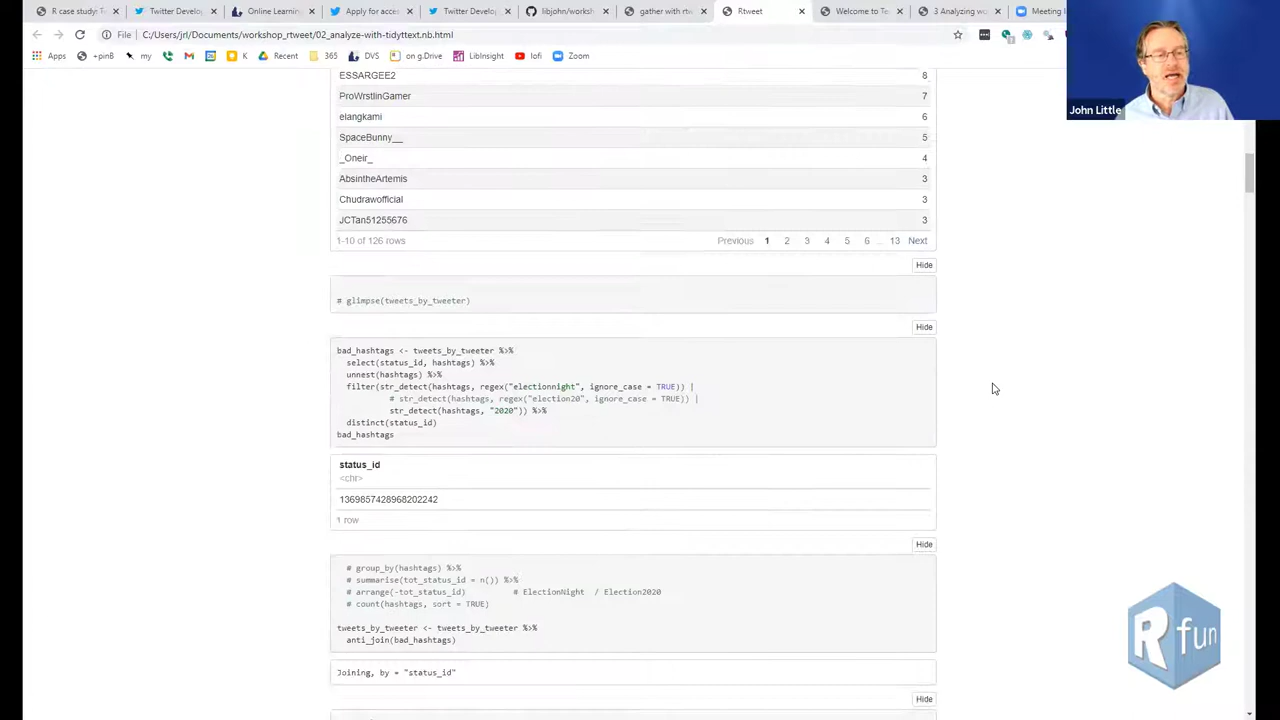 R case study: T
Twitter Develo
Online Learnin
Apply for acce
Twitter Develo
libjohn/worksh
gather with rtw
Rtweet
Welcome to Te
3 Analyzing wo
Meeting I
File C:/Users/jrl/Documents/workshop_rtweet/02_analyze-with-tidyttext.nb.html
Apps +pinB my K Recent DVS on g.Drive LibInsight lofi Zoom
John Little
ESSARGEE2 8
ProWrstlinGamer 7
elangkami 6
SpaceBunny__ 5
_Oneir_ 4
AbsintheArtemis 3
Chudrawofficial 3
JCTan51255676 3
1-10 of 126 rows Previous 1 2 3 4 5 6 ... 13 Next
Hide
# glimpse(tweets_by_tweeter)
Hide
bad_hashtags <- tweets_by_tweeter %>%
select(status_id, hashtags) %>%
unnest(hashtags) %>%
filter(str_detect(hashtags, regex("electionnight", ignore_case = TRUE)) |
# str_detect(hashtags, regex("election20", ignore_case = TRUE)) |
str_detect(hashtags, "2020")) %>%
distinct(status_id)
bad_hashtags
status_id
<chr>
1369857428968202242
1 row
Hide
# group_by(hashtags) %>%
# summarise(tot_status_id = n()) %>%
# arrange(-tot_status_id) # ElectionNight / Election2020
# count(hashtags, sort = TRUE)
tweets_by_tweeter <- tweets_by_tweeter %>%
anti_join(bad_hashtags)
Joining, by = "status_id"
Hide
R fun